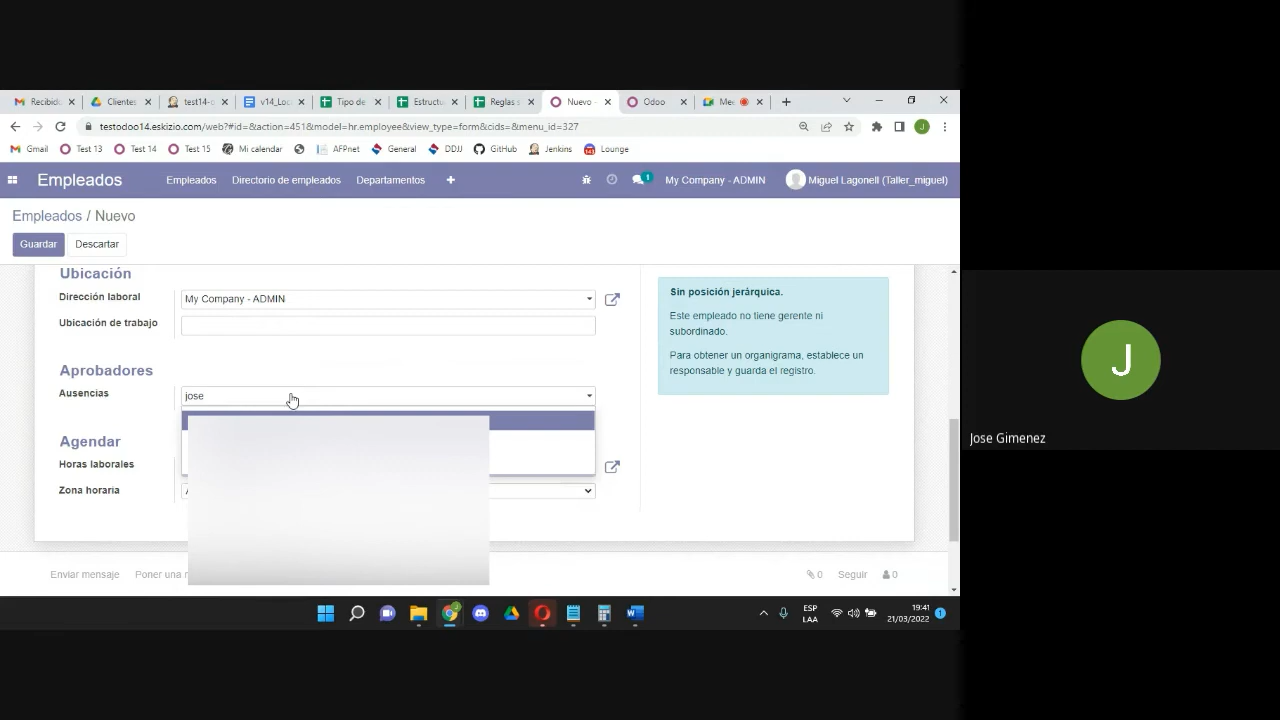 Recibido
Clientes
test14-
v14_Loc
Tipo de
Estructu
Reglas s
Nuevo -
Odoo
Mee
testodoo14.eskizio.com/web?#id=&action=451&model=hr.employee&view_type=form&cids=&menu_id=327
Gmail
Test 13
Test 14
Test 15
Mi calendar
AFPnet
General
DDJJ
GitHub
Jenkins
Lounge
Empleados
Empleados
Directorio de empleados
Departamentos
1
My Company - ADMIN
Miguel Lagonell (Taller_miguel)
Empleados / Nuevo
Guardar
Descartar
Ubicación
Dirección laboral
My Company - ADMIN
Ubicación de trabajo
Sin posición jerárquica.
Este empleado no tiene gerente ni
subordinado.
Para obtener un organigrama, establece un
responsable y guarda el registro.
Aprobadores
Ausencias
jose
Agendar
Horas laborales
Zona horaria
Enviar mensaje
Poner una n
0
Seguir
0
J
Jose Gimenez
ESP
LAA
19:41
21/03/2022
1